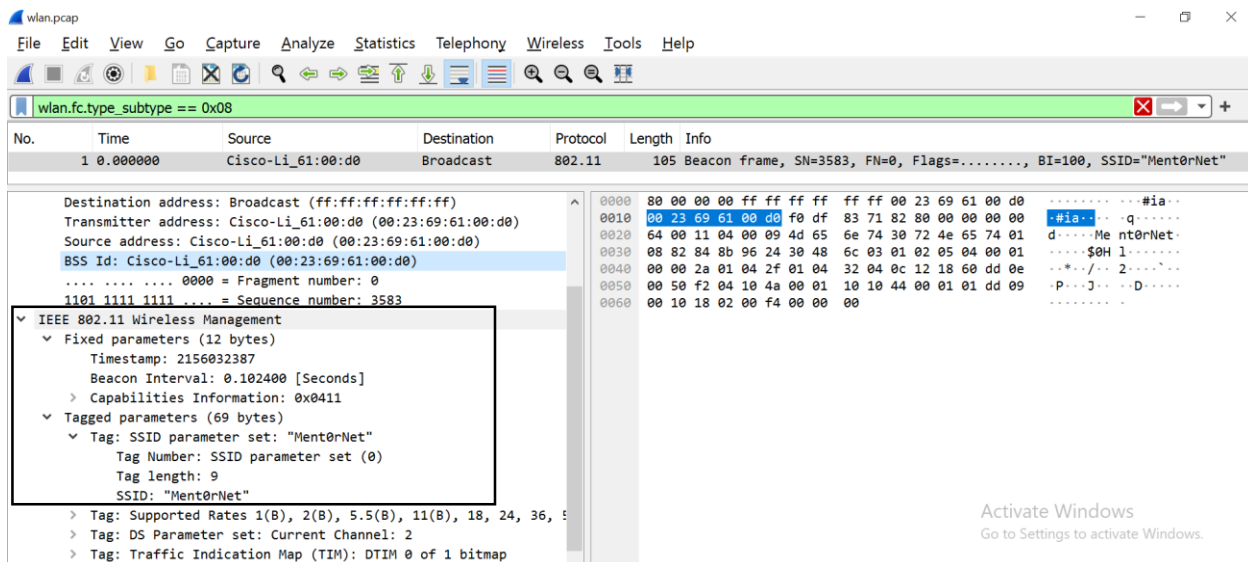 wlan.pcap
File Edit View Go Capture Analyze Statistics Telephony Wireless Tools Help
wlan.fc.type_subtype == 0x08
No. Time Source Destination Protocol Length Info
1 0.000000 Cisco-Li_61:00:d0 Broadcast 802.11 105 Beacon frame, SN=3583, FN=0, Flags=........, BI=100, SSID="Ment0rNet"
Destination address: Broadcast (ff:ff:ff:ff:ff:ff)
Transmitter address: Cisco-Li_61:00:d0 (00:23:69:61:00:d0)
Source address: Cisco-Li_61:00:d0 (00:23:69:61:00:d0)
BSS Id: Cisco-Li_61:00:d0 (00:23:69:61:00:d0)
.... .... .... 0000 = Fragment number: 0
1101 1111 1111 .... = Sequence number: 3583
IEEE 802.11 Wireless Management
Fixed parameters (12 bytes)
Timestamp: 2156032387
Beacon Interval: 0.102400 [Seconds]
Capabilities Information: 0x0411
Tagged parameters (69 bytes)
Tag: SSID parameter set: "Ment0rNet"
Tag Number: SSID parameter set (0)
Tag length: 9
SSID: "Ment0rNet"
Tag: Supported Rates 1(B), 2(B), 5.5(B), 11(B), 18, 24, 36,
Tag: DS Parameter set: Current Channel: 2
Tag: Traffic Indication Map (TIM): DTIM 0 of 1 bitmap
0000 80 00 00 00 ff ff ff ff ff ff 00 23 69 61 00 d0 ········ ···#ia··
0010 00 23 69 61 00 d0 f0 df 83 71 82 80 00 00 00 00 ·#ia···· ·q······
0020 64 00 11 04 00 09 4d 65 6e 74 30 72 4e 65 74 01 d·····Me nt0rNet·
0030 08 82 84 8b 96 24 30 48 6c 03 01 02 05 04 00 01 ·····$0H l·······
0040 00 00 2a 01 04 2f 01 04 32 04 0c 12 18 60 dd 0e ··*··/·· 2····`··
0050 00 50 f2 04 10 4a 00 01 10 10 44 00 01 01 dd 09 ·P···J·· ··D·····
0060 00 10 18 02 00 f4 00 00 00 ········ ·
Activate Windows
Go to Settings to activate Windows.